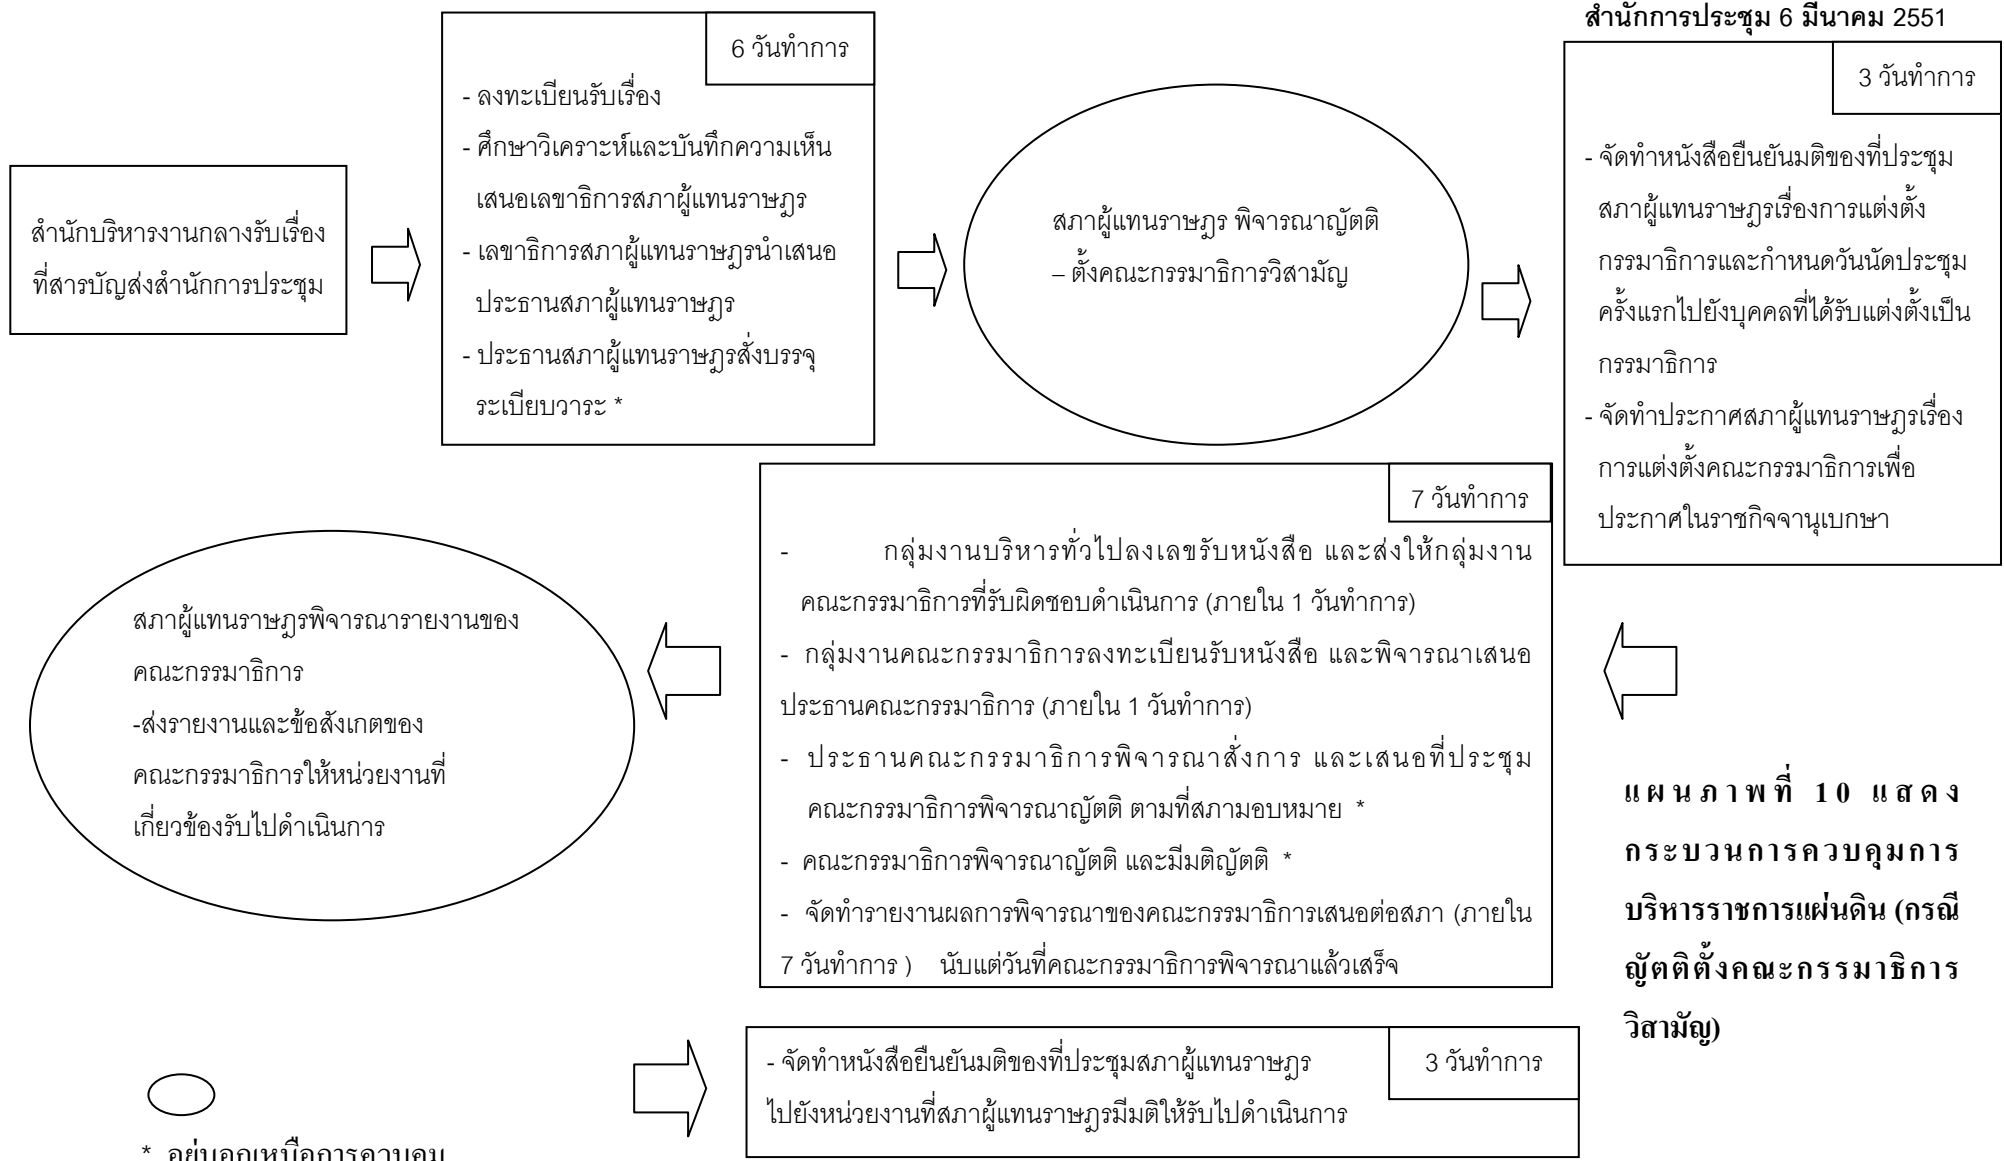 สำนักการประชุม 6 มีนาคม 2551
สำนักบริหารงานกลางรับเรื่อง
ที่สารบัญส่งสำนักการประชุม
6 วันทำการ
- ลงทะเบียนรับเรื่อง
- ศึกษาวิเคราะห์และบันทึกความเห็น
เสนอเลขาธิการสภาผู้แทนราษฎร
- เลขาธิการสภาผู้แทนราษฎรนำเสนอ
ประธานสภาผู้แทนราษฎร
- ประธานสภาผู้แทนราษฎรสั่งบรรจุ
ระเบียบวาระ *
สภาผู้แทนราษฎร พิจารณาญัตติ
– ตั้งคณะกรรมาธิการวิสามัญ
3 วันทำการ
- จัดทำหนังสือยืนยันมติของที่ประชุม
สภาผู้แทนราษฎรเรื่องการแต่งตั้ง
กรรมาธิการและกำหนดวันนัดประชุม
ครั้งแรกไปยังบุคคลที่ได้รับแต่งตั้งเป็น
กรรมาธิการ
- จัดทำประกาศสภาผู้แทนราษฎรเรื่อง
การแต่งตั้งคณะกรรมาธิการเพื่อ
ประกาศในราชกิจจานุเบกษา
7 วันทำการ
- กลุ่มงานบริหารทั่วไปลงเลขรับหนังสือ และส่งให้กลุ่มงาน
คณะกรรมาธิการที่รับผิดชอบดำเนินการ (ภายใน 1 วันทำการ)
- กลุ่มงานคณะกรรมาธิการลงทะเบียนรับหนังสือ และพิจารณาเสนอ
ประธานคณะกรรมาธิการ (ภายใน 1 วันทำการ)
- ประธานคณะกรรมาธิการพิจารณาสั่งการ และเสนอที่ประชุม
คณะกรรมาธิการพิจารณาญัตติ ตามที่สภามอบหมาย *
- คณะกรรมาธิการพิจารณาญัตติ และมีมติญัตติ *
- จัดทำรายงานผลการพิจารณาของคณะกรรมาธิการเสนอต่อสภา (ภายใน
7 วันทำการ ) นับแต่วันที่คณะกรรมาธิการพิจารณาแล้วเสร็จ
สภาผู้แทนราษฎรพิจารณารายงานของ
คณะกรรมาธิการ
-ส่งรายงานและข้อสังเกตของ
คณะกรรมาธิการให้หน่วยงานที่
เกี่ยวข้องรับไปดำเนินการ
แผนภาพที่ 10 แสดง
กระบวนการควบคุมการ
บริหารราชการแผ่นดิน (กรณี
ญัตติตั้งคณะกรรมาธิการ
วิสามัญ)
3 วันทำการ
- จัดทำหนังสือยืนยันมติของที่ประชุมสภาผู้แทนราษฎร
ไปยังหน่วยงานที่สภาผู้แทนราษฎรมีมติให้รับไปดำเนินการ
* อยู่นอกเหนือการควบคุม